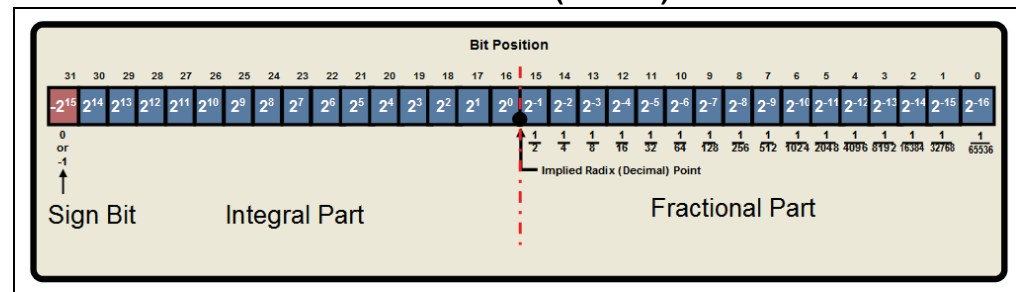 Bit Position
31 30 29 28 27 26 25 24 23 22 21 20 19 18 17 16 15 14 13 12 11 10 9 8 7 6 5 4 3 2 1 0
-2^15 2^14 2^13 2^12 2^11 2^10 2^9 2^8 2^7 2^6 2^5 2^4 2^3 2^2 2^1 2^0 2^-1 2^-2 2^-3 2^-4 2^-5 2^-6 2^-7 2^-8 2^-9 2^-10 2^-11 2^-12 2^-13 2^-14 2^-15 2^-16
0
or
-1
1/2 1/4 1/8 1/16 1/32 1/64 1/128 1/256 1/512 1/1024 1/2048 1/4096 1/8192 1/16384 1/32768 1/65536
Implied Radix (Decimal) Point
Sign Bit Integral Part Fractional Part